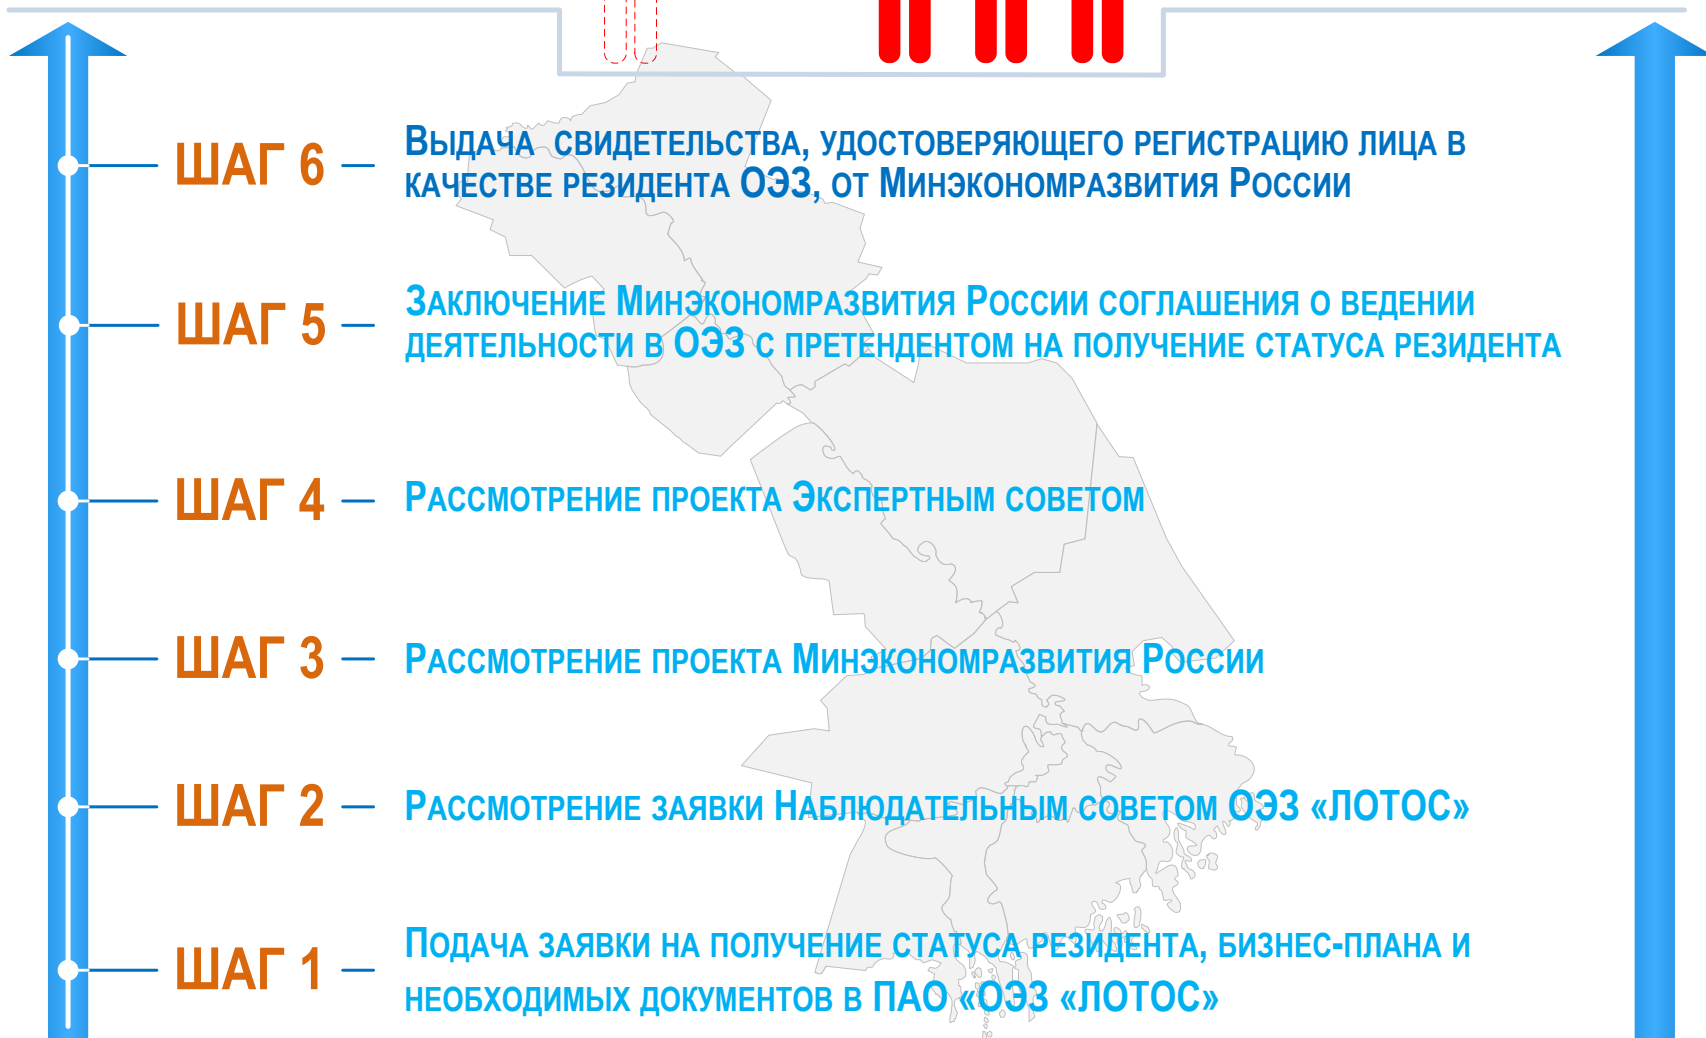 ШАГ 6
Выдача свидетельства, удостоверяющего регистрацию лица в
качестве резидента ОЭЗ, от Минэкономразвития России
ШАГ 5
Заключение Минэкономразвития России соглашения о ведении
деятельности в ОЭЗ с претендентом на получение статуса резидента
ШАГ 4
Рассмотрение проекта Экспертным советом
ШАГ 3
Рассмотрение проекта Минэкономразвития России
ШАГ 2
Рассмотрение заявки Наблюдательным советом ОЭЗ «ЛОТОС»
ШАГ 1
Подача заявки на получение статуса резидента, бизнес-плана и
необходимых документов в ПАО «ОЭЗ «ЛОТОС»